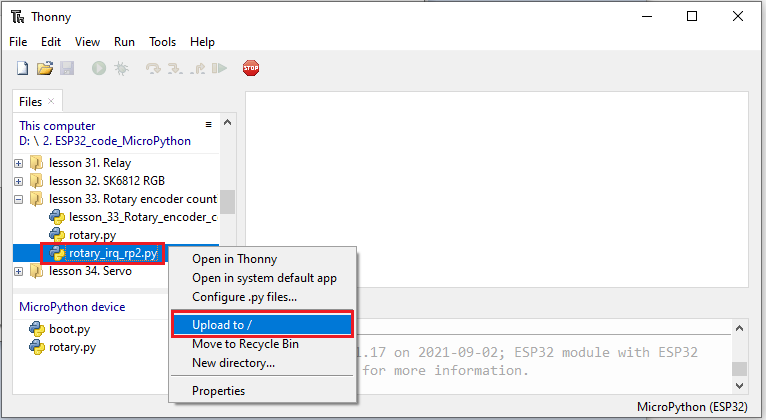 Thonny
File Edit View Run Tools Help
STOP
Files
This computer
D: \ 2. ESP32_code_MicroPython
lesson 31. Relay
lesson 32. SK6812 RGB
lesson 33. Rotary encoder count
lesson_33_Rotary_encoder_c
rotary.py
rotary_irq_rp2.py
lesson 34. Servo
Open in Thonny
Open in system default app
Configure .py files...
Upload to /
Move to Recycle Bin
New directory...
Properties
MicroPython device
boot.py
rotary.py
1.17 on 2021-09-02; ESP32 module with ESP32
for more information.
MicroPython (ESP32)